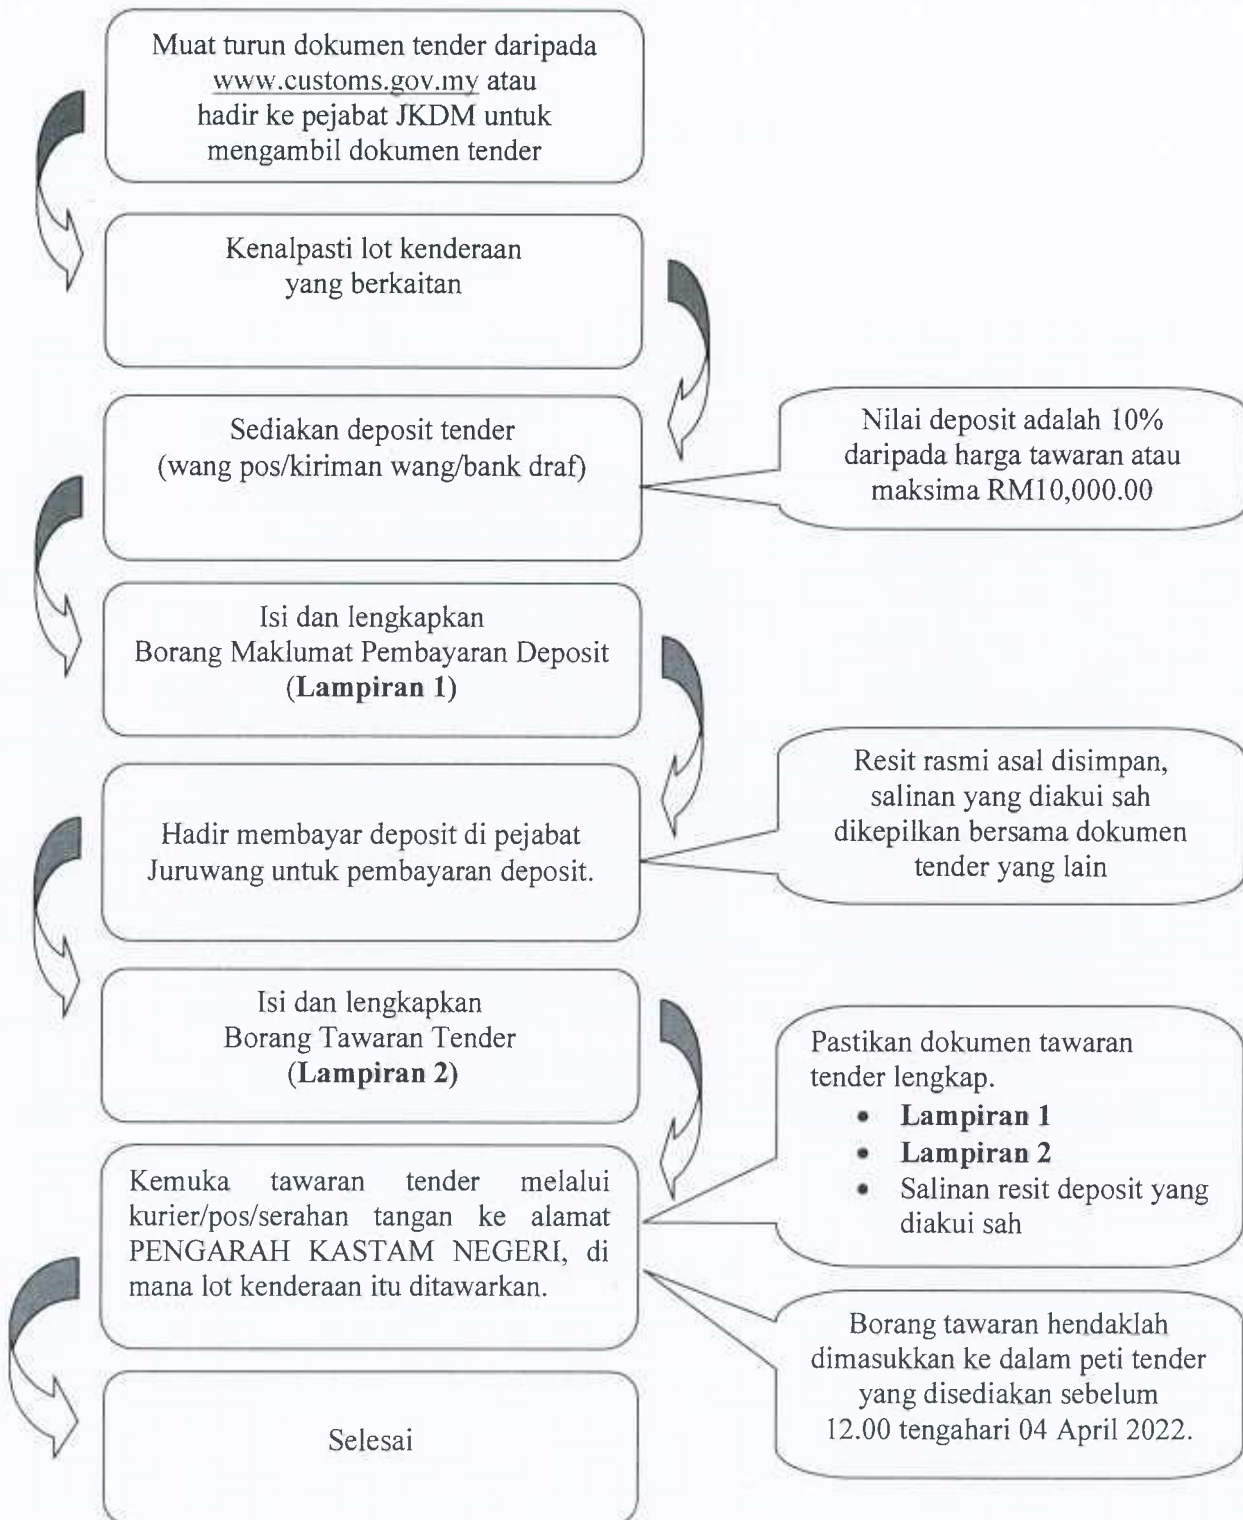 Muat turun dokumen tender daripada
www.customs.gov.my atau
hadir ke pejabat JKDM untuk
mengambil dokumen tender
Kenalpasti lot kenderaan
yang berkaitan
Sediakan deposit tender
(wang pos/kiriman wang/bank draf)
Nilai deposit adalah 10%
daripada harga tawaran atau
maksima RM10,000.00
Isi dan lengkapkan
Borang Maklumat Pembayaran Deposit
(Lampiran 1)
Hadir membayar deposit di pejabat
Juruwang untuk pembayaran deposit.
Resit rasmi asal disimpan,
salinan yang diakui sah
dikepilkan bersama dokumen
tender yang lain
Isi dan lengkapkan
Borang Tawaran Tender
(Lampiran 2)
Kemuka tawaran tender melalui
kurier/pos/serahan tangan ke alamat
PENGARAH KASTAM NEGERI, di
mana lot kenderaan itu ditawarkan.
Pastikan dokumen tawaran
tender lengkap.
• Lampiran 1
• Lampiran 2
• Salinan resit deposit yang
diakui sah
Borang tawaran hendaklah
dimasukkan ke dalam peti tender
yang disediakan sebelum
12.00 tengahari 04 April 2022.
Selesai